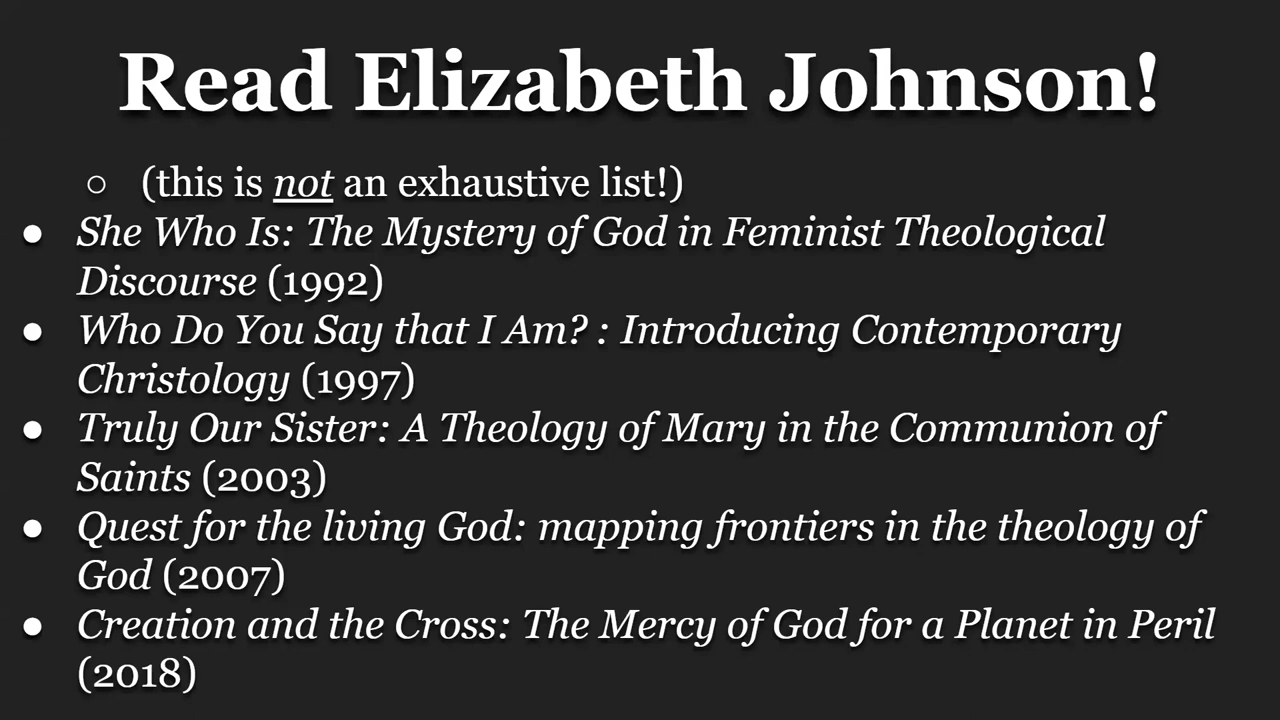 Read Elizabeth Johnson!
○ (this is not an exhaustive list!)
● She Who Is: The Mystery of God in Feminist Theological
Discourse (1992)
● Who Do You Say that I Am? : Introducing Contemporary
Christology (1997)
● Truly Our Sister: A Theology of Mary in the Communion of
Saints (2003)
● Quest for the living God: mapping frontiers in the theology of
God (2007)
● Creation and the Cross: The Mercy of God for a Planet in Peril
(2018)